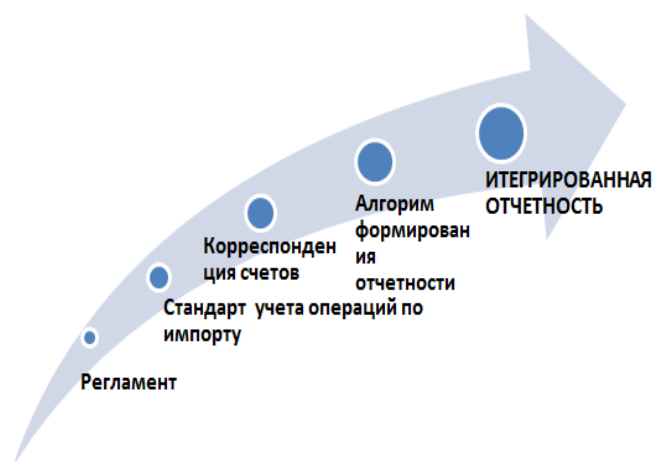 ИТЕГРИРОВАННАЯ
ОТЧЕТНОСТЬ
Алгорим
формирован
ия
отчетности
Корреспонден
ция счетов
Стандарт учета операций по
импорту
Регламент